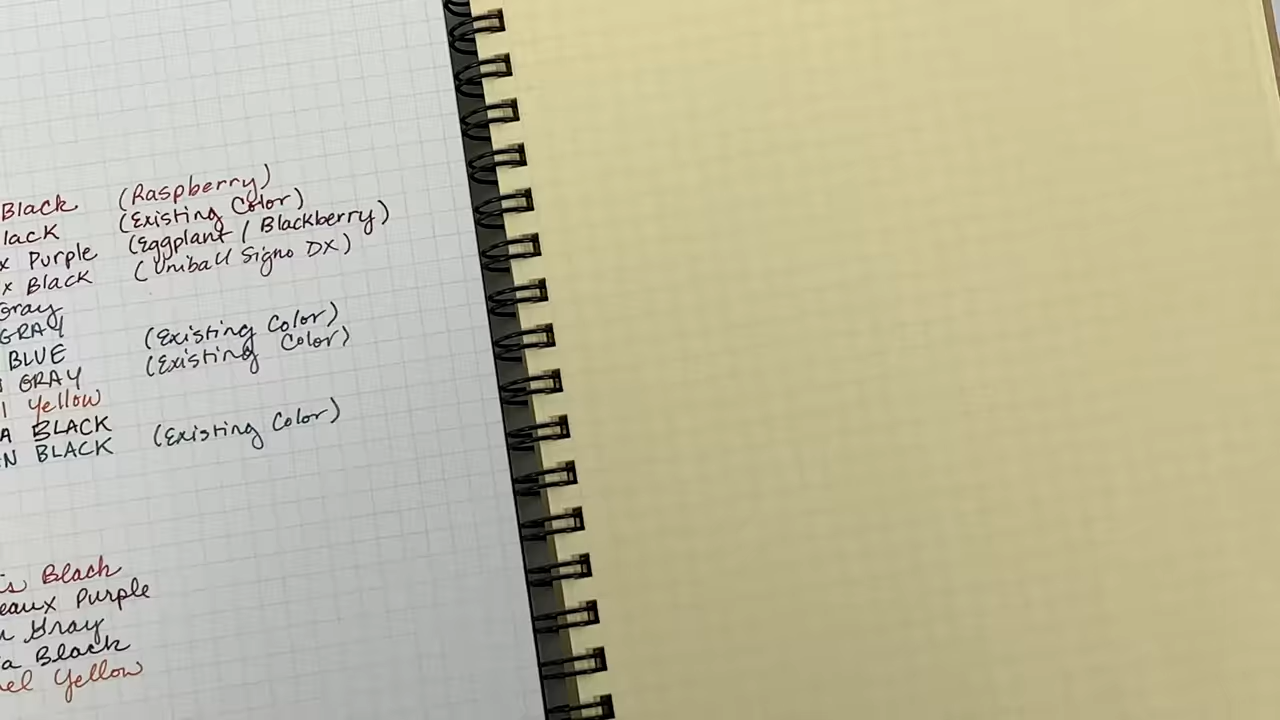 Black (Raspberry)
lack (Existing Color)
x Purple (Eggplant / Blackberry)
x Black (Uniball Signo DX)
Gray
GRAY (Existing Color)
BLUE (Existing Color)
N GRAY
l Yellow
A BLACK
N BLACK (Existing Color)
is Black
eaux Purple
n Gray
a Black
el Yellow